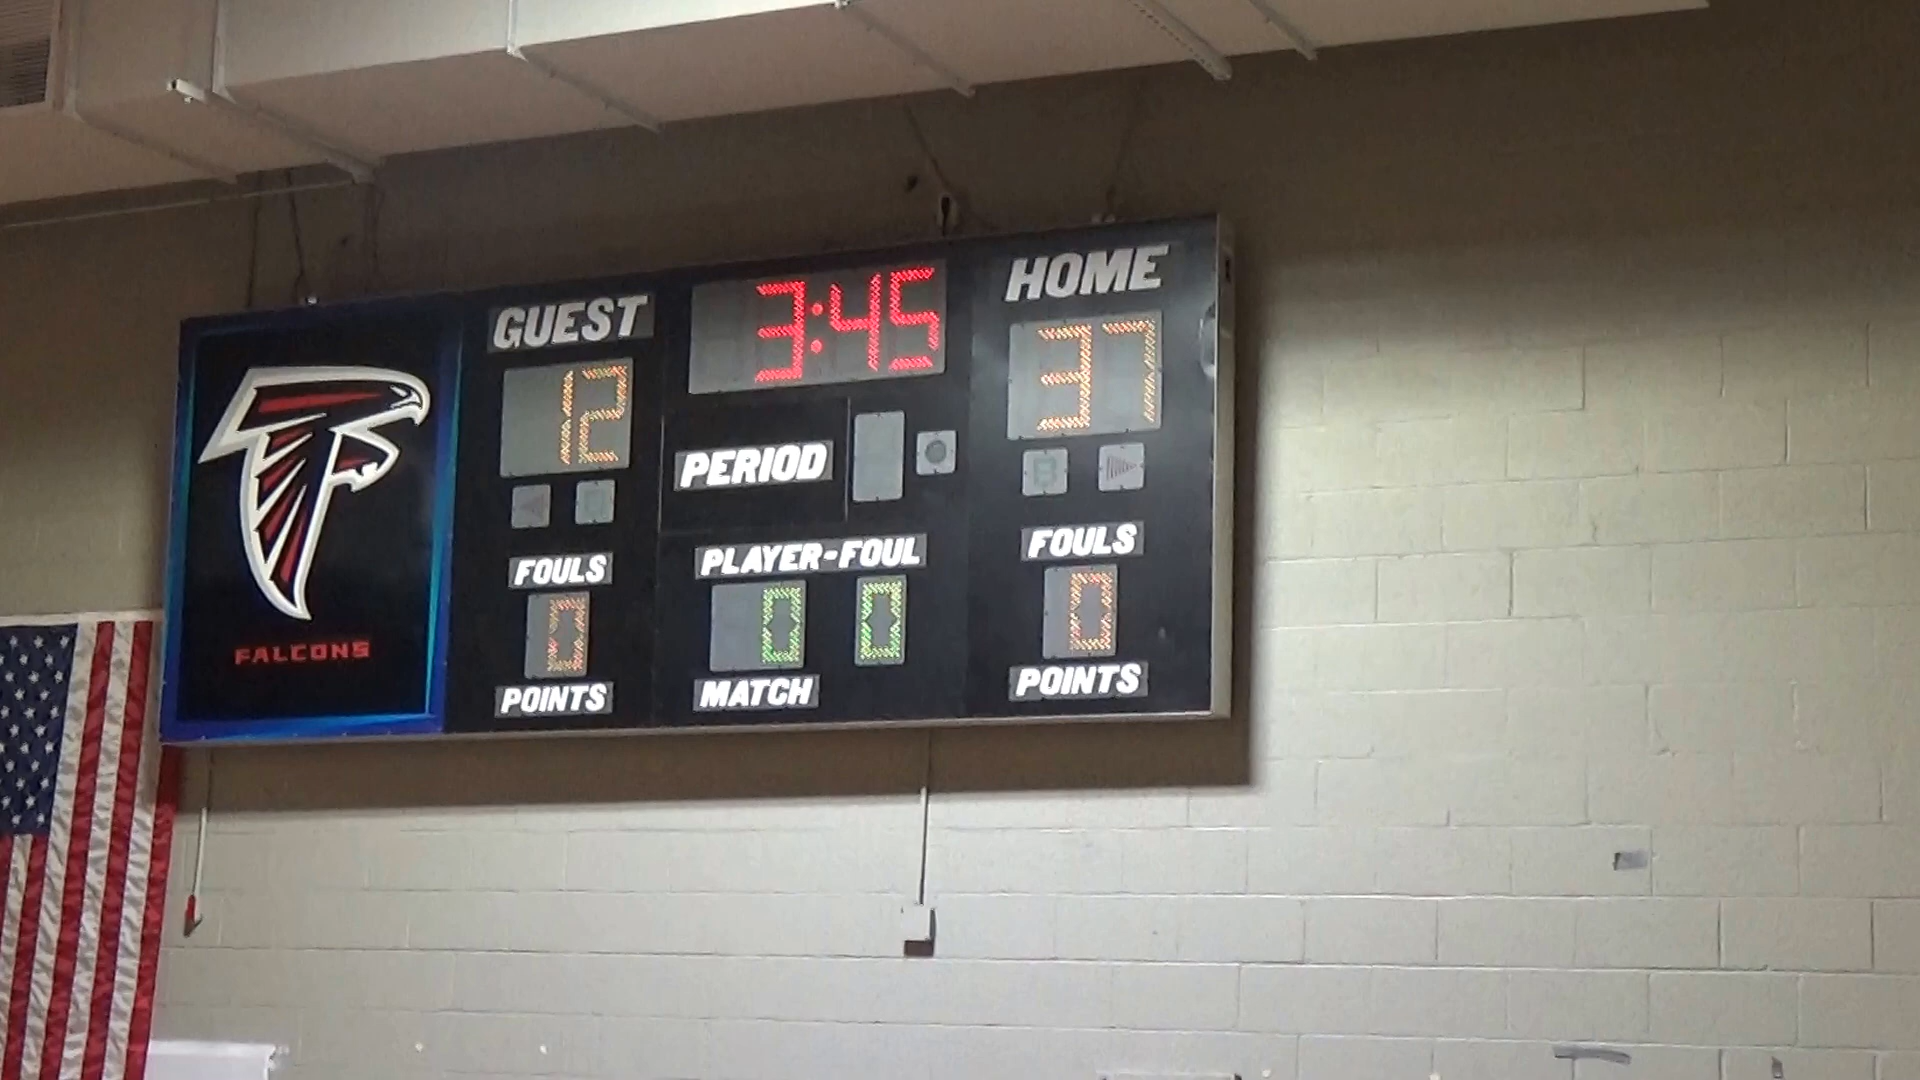 GUEST
3:45
HOME
12
37
PERIOD
B
FOULS
PLAYER-FOUL
FOULS
0
0 0
0
POINTS
MATCH
POINTS
FALCONS